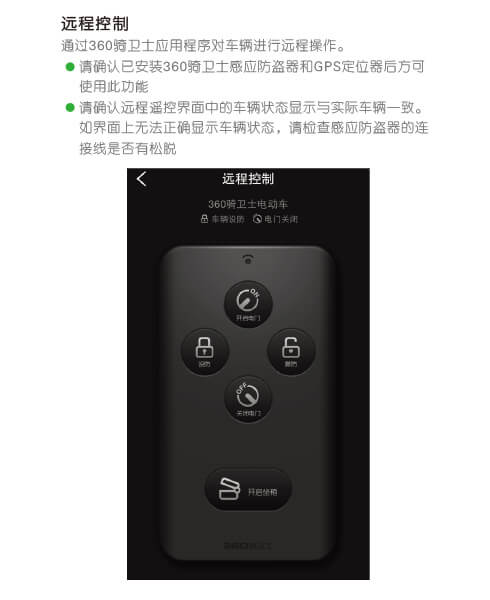 远程控制
通过360骑卫士应用程序对车辆进行远程操作。
请确认已安装360骑卫士感应防盗器和GPS定位器后方可
使用此功能
请确认远程遥控界面中的车辆状态显示与实际车辆一致。
如界面上无法正确显示车辆状态，请检查感应防盗器的连
接线是否有松脱
远程控制
360骑卫士电动车
车辆设防 电门关闭
ON
开启电门
设防
解防
OFF
关闭电门
开启坐桶